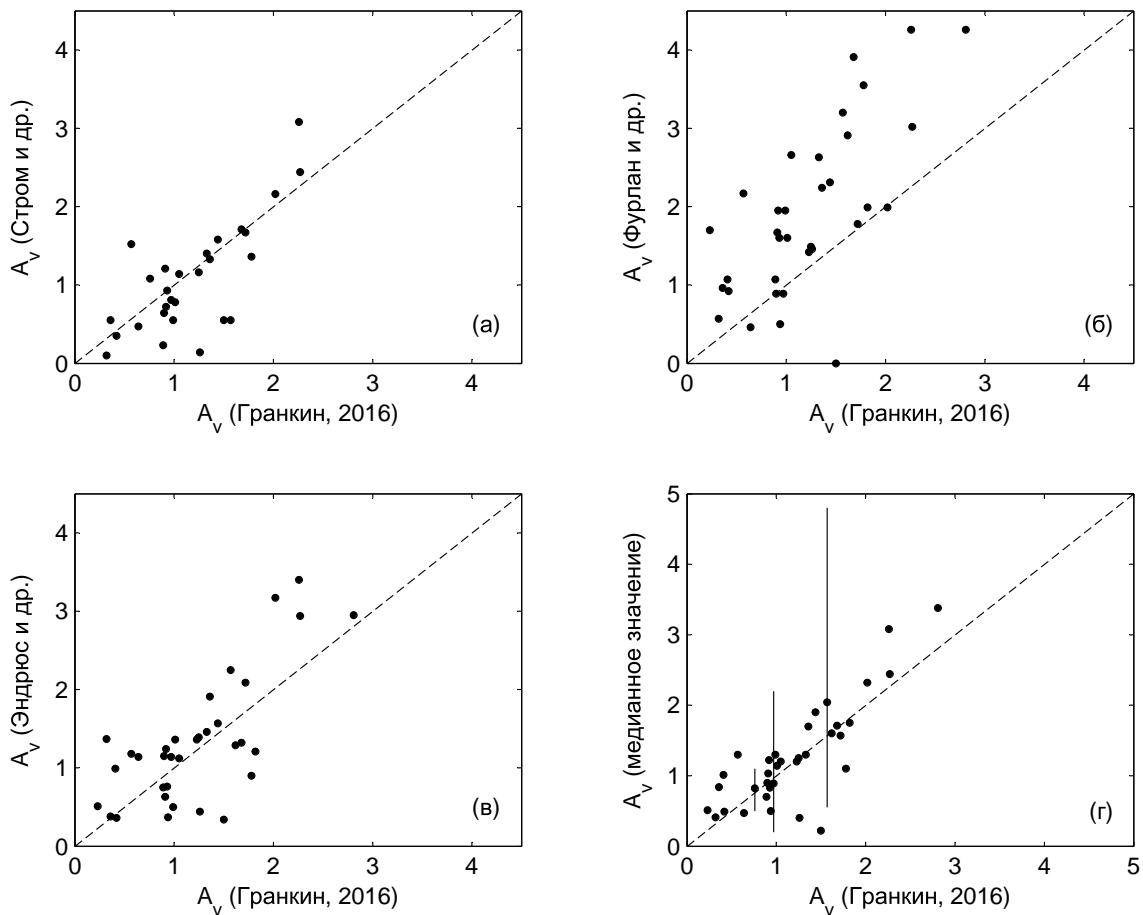 4
3
2
1
0
0 1 2 3 4
A_v (Стром и др.)
A_v (Гранкин, 2016)
(а)
4
3
2
1
0
0 1 2 3 4
A_v (Фурлан и др.)
A_v (Гранкин, 2016)
(б)
4
3
2
1
0
0 1 2 3 4
A_v (Эндрюс и др.)
A_v (Гранкин, 2016)
(в)
5
4
3
2
1
0
0 1 2 3 4 5
A_v (медианное значение)
A_v (Гранкин, 2016)
(г)